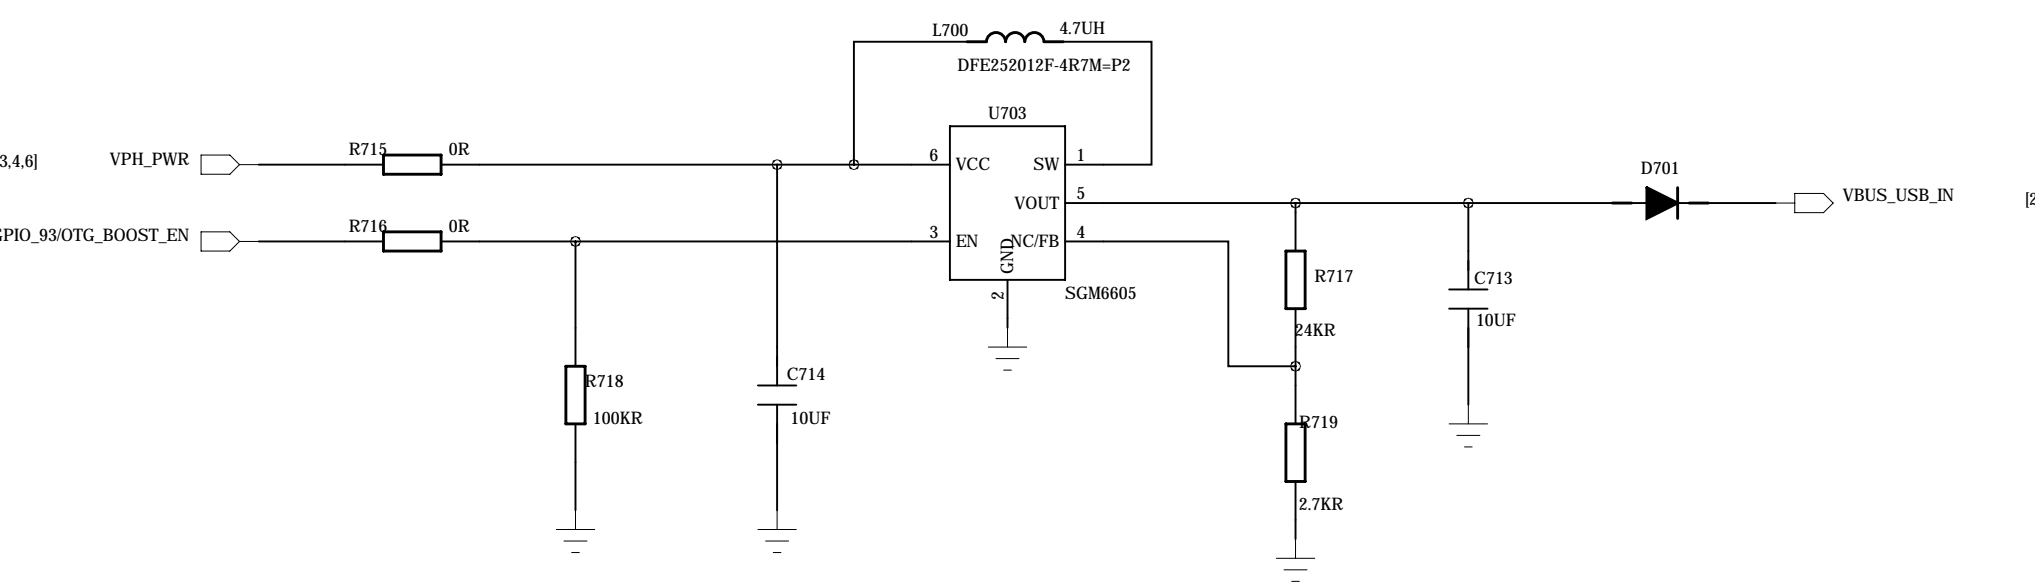 L700 4.7UH
DFE252012F-4R7M=P2
U703
3,4,6] VPH_PWR R715 0R 6 VCC SW 1
D701
VOUT 5 VBUS_USB_IN [2
GPIO_93/OTG_BOOST_EN R716 0R 3 EN NC/FB 4
GND
2
SGM6605
R717
24KR
C713
10UF
R718
100KR
C714
10UF
R719
2.7KR